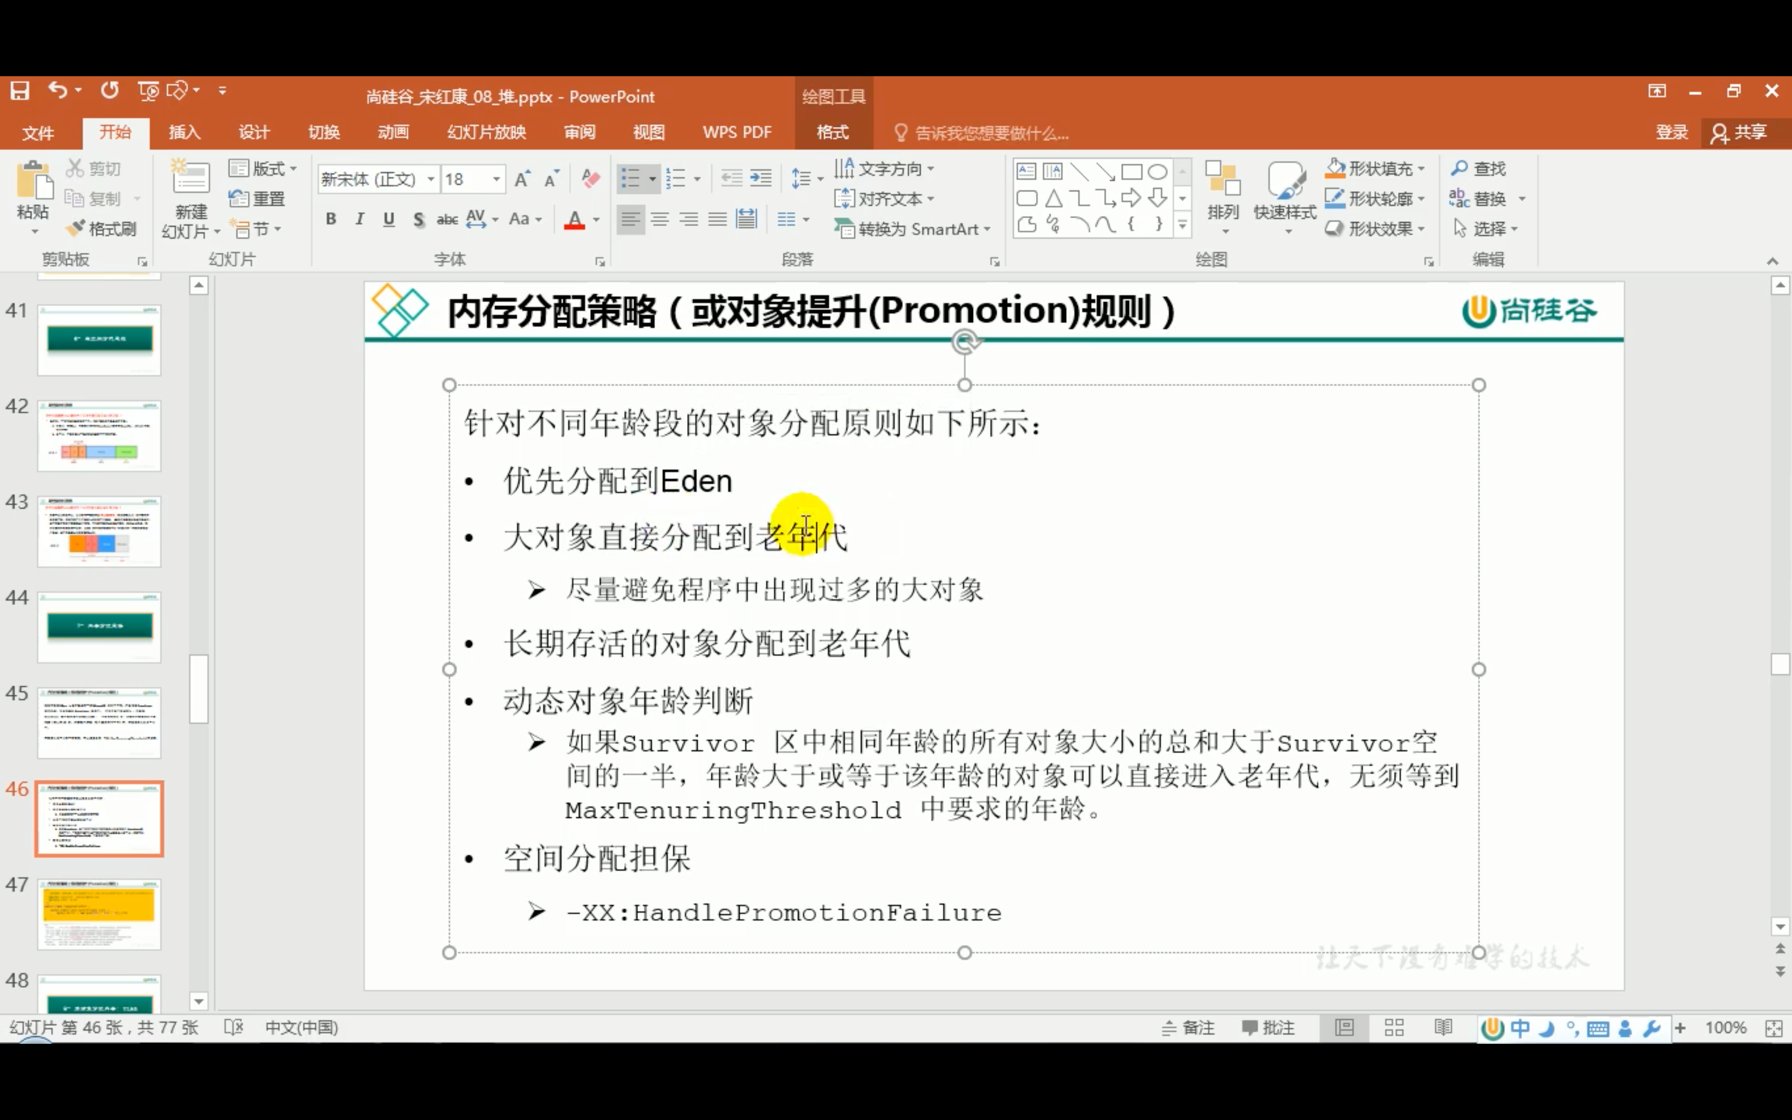 尚硅谷_宋红康_08_堆.pptx - PowerPoint
绘图工具
文件 开始 插入 设计 切换 动画 幻灯片放映 审阅 视图 WPS PDF 格式 告诉我您想要做什么... 登录 共享
粘贴
剪切
复制
格式刷
剪贴板
新建
幻灯片
版式
重置
节
幻灯片
新宋体 (正文) 18
B I U S abc AV Aa A
字体
文字方向
对齐文本
转换为 SmartArt
段落
排列
快速样式
形状填充
形状轮廓
形状效果
绘图
查找
替换
选择
编辑
41
42
43
44
45
46
47
48
内存分配策略（或对象提升(Promotion)规则）
尚硅谷
针对不同年龄段的对象分配原则如下所示：
• 优先分配到Eden
• 大对象直接分配到老年代
➢ 尽量避免程序中出现过多的大对象
• 长期存活的对象分配到老年代
• 动态对象年龄判断
➢ 如果Survivor 区中相同年龄的所有对象大小的总和大于Survivor空
间的一半，年龄大于或等于该年龄的对象可以直接进入老年代，无须等到
MaxTenuringThreshold 中要求的年龄。
• 空间分配担保
➢ -XX:HandlePromotionFailure
让天下没有难学的技术
幻灯片 第 46 张，共 77 张 中文(中国) 备注 批注 中 100%